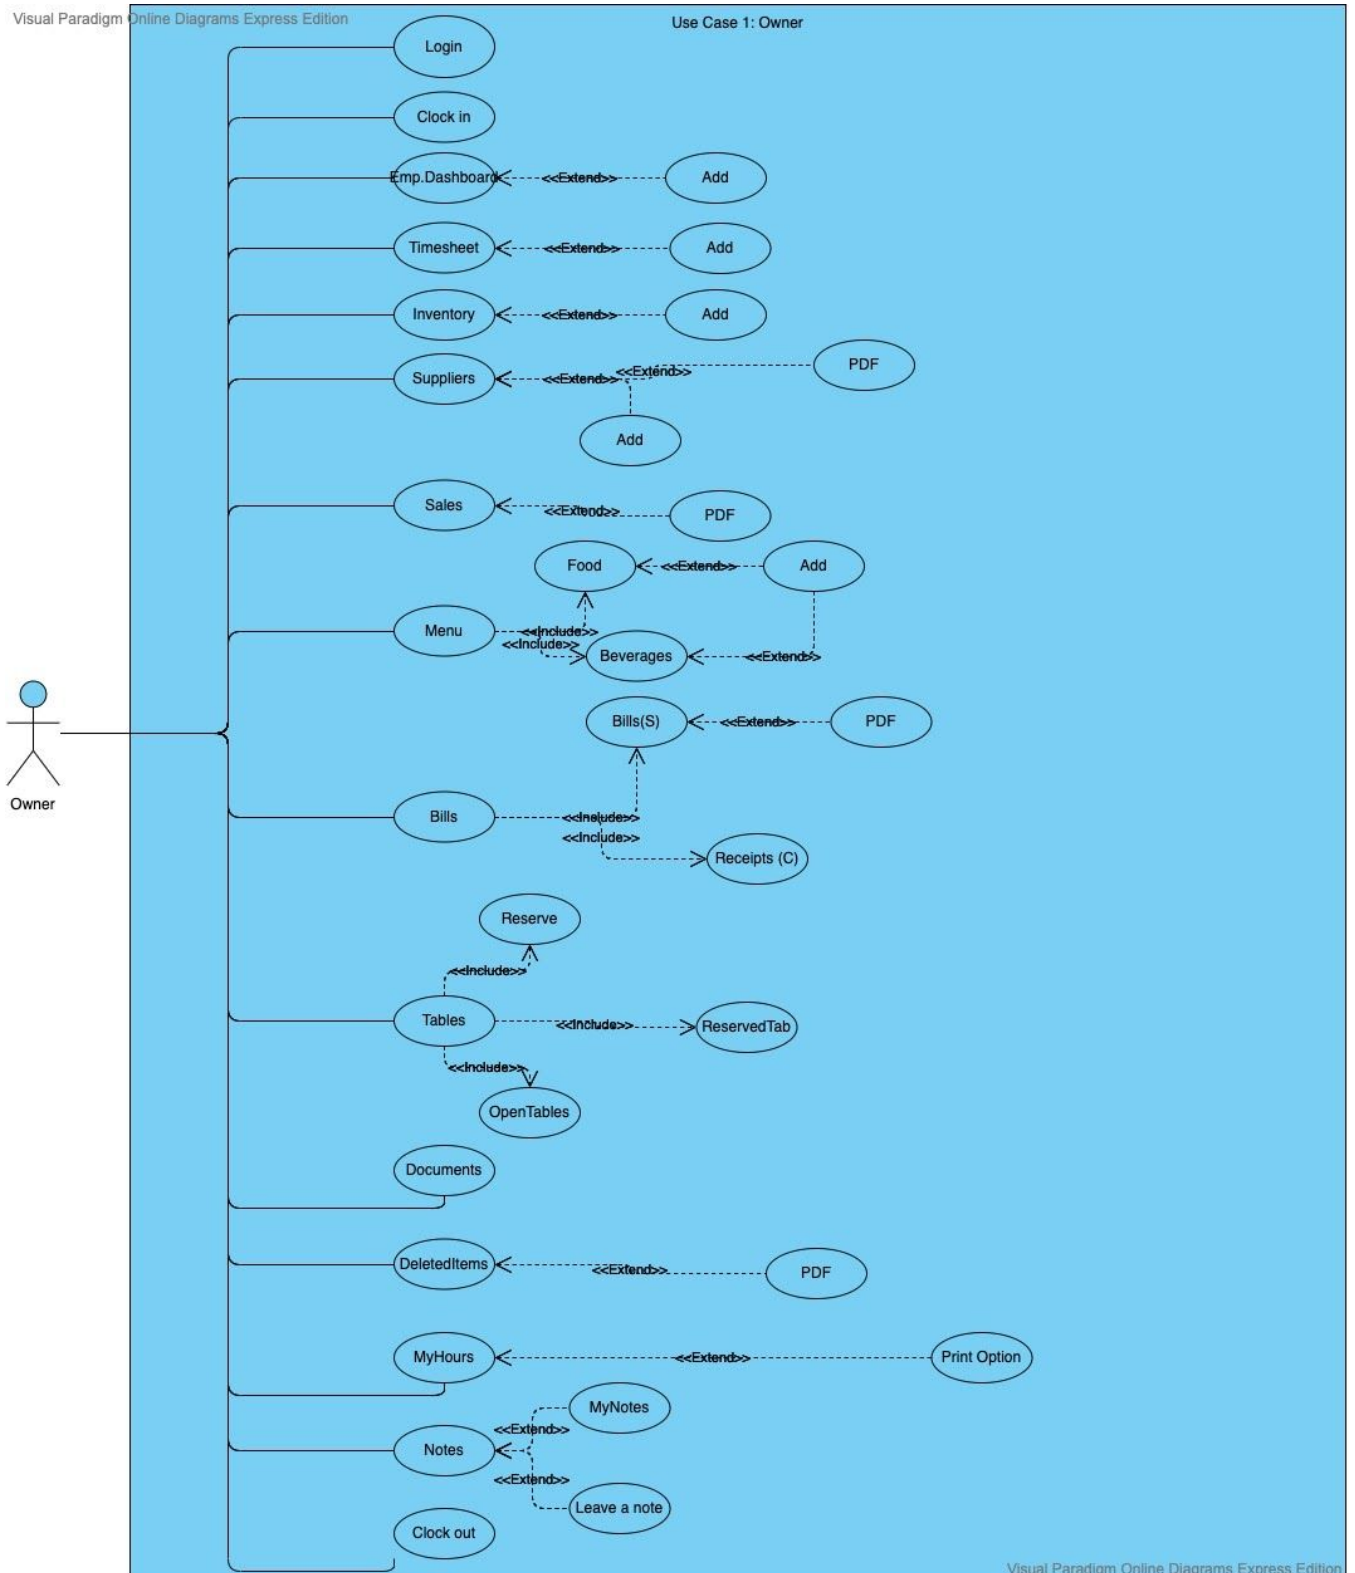 Visual Paradigm Online Diagrams Express Edition
Use Case 1: Owner
Login
Clock in
Emp.Dashboard
<<Extend>>
Add
Timesheet
<<Extend>>
Add
Inventory
<<Extend>>
Add
Suppliers
<<Extend>>
<<Extend>>
PDF
Add
Sales
<<Extend>>
PDF
Food
<<Extend>>
Add
Menu
<<Include>>
<<Include>>
Beverages
<<Extend>>
Bills(S)
<<Extend>>
PDF
Owner
Bills
<<Include>>
<<Include>>
Receipts (C)
Reserve
<<Include>>
Tables
<<Include>>
ReservedTab
<<Include>>
OpenTables
Documents
DeletedItems
<<Extend>>
PDF
MyHours
<<Extend>>
Print Option
MyNotes
<<Extend>>
Notes
<<Extend>>
Leave a note
Clock out
Visual Paradigm Online Diagrams Express Edition